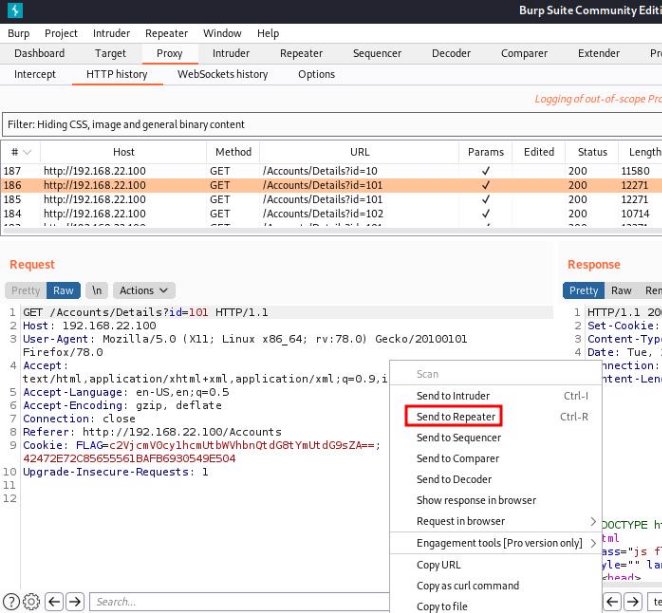 Burp Suite Community Editi
Burp Project Intruder Repeater Window Help
Dashboard Target Proxy Intruder Repeater Sequencer Decoder Comparer Extender Pr
Intercept HTTP history WebSockets history Options
Logging of out-of-scope Pro
Filter: Hiding CSS, image and general binary content
# Host Method URL Params Edited Status Length
187 http://192.168.22.100 GET /Accounts/Details?id=10 ✓ 200 11580
186 http://192.168.22.100 GET /Accounts/Details?id=101 ✓ 200 12271
185 http://192.168.22.100 GET /Accounts/Details?id=101 ✓ 200 12271
184 http://192.168.22.100 GET /Accounts/Details?id=102 ✓ 200 10714
Request
Pretty Raw \n Actions
1 GET /Accounts/Details?id=101 HTTP/1.1
2 Host: 192.168.22.100
3 User-Agent: Mozilla/5.0 (X11; Linux x86_64; rv:78.0) Gecko/20100101
Firefox/78.0
4 Accept:
text/html,application/xhtml+xml,application/xml;q=0.9,i
5 Accept-Language: en-US,en;q=0.5
6 Accept-Encoding: gzip, deflate
7 Connection: close
8 Referer: http://192.168.22.100/Accounts
9 Cookie: FLAG=c2VjcmV0cy1hcmUtbWVhbnQtdG8tYmUtdG9sZA==;
42472E72C85655561BAFB6930549E504
10 Upgrade-Insecure-Requests: 1
11
12
Scan
Send to Intruder Ctrl-I
Send to Repeater Ctrl-R
Send to Sequencer
Send to Comparer
Send to Decoder
Show response in browser
Request in browser
Engagement tools [Pro version only]
Copy URL
Copy as curl command
Copy to file
Response
Pretty Raw Ren
1 HTTP/1.1 200
2 Set-Cookie:
3 Content-Typ
4 Date: Tue,
onnection:
ontent-Len
OCTYPE h
tml
ass="js f
yle="" lan
<head>
Search...
te